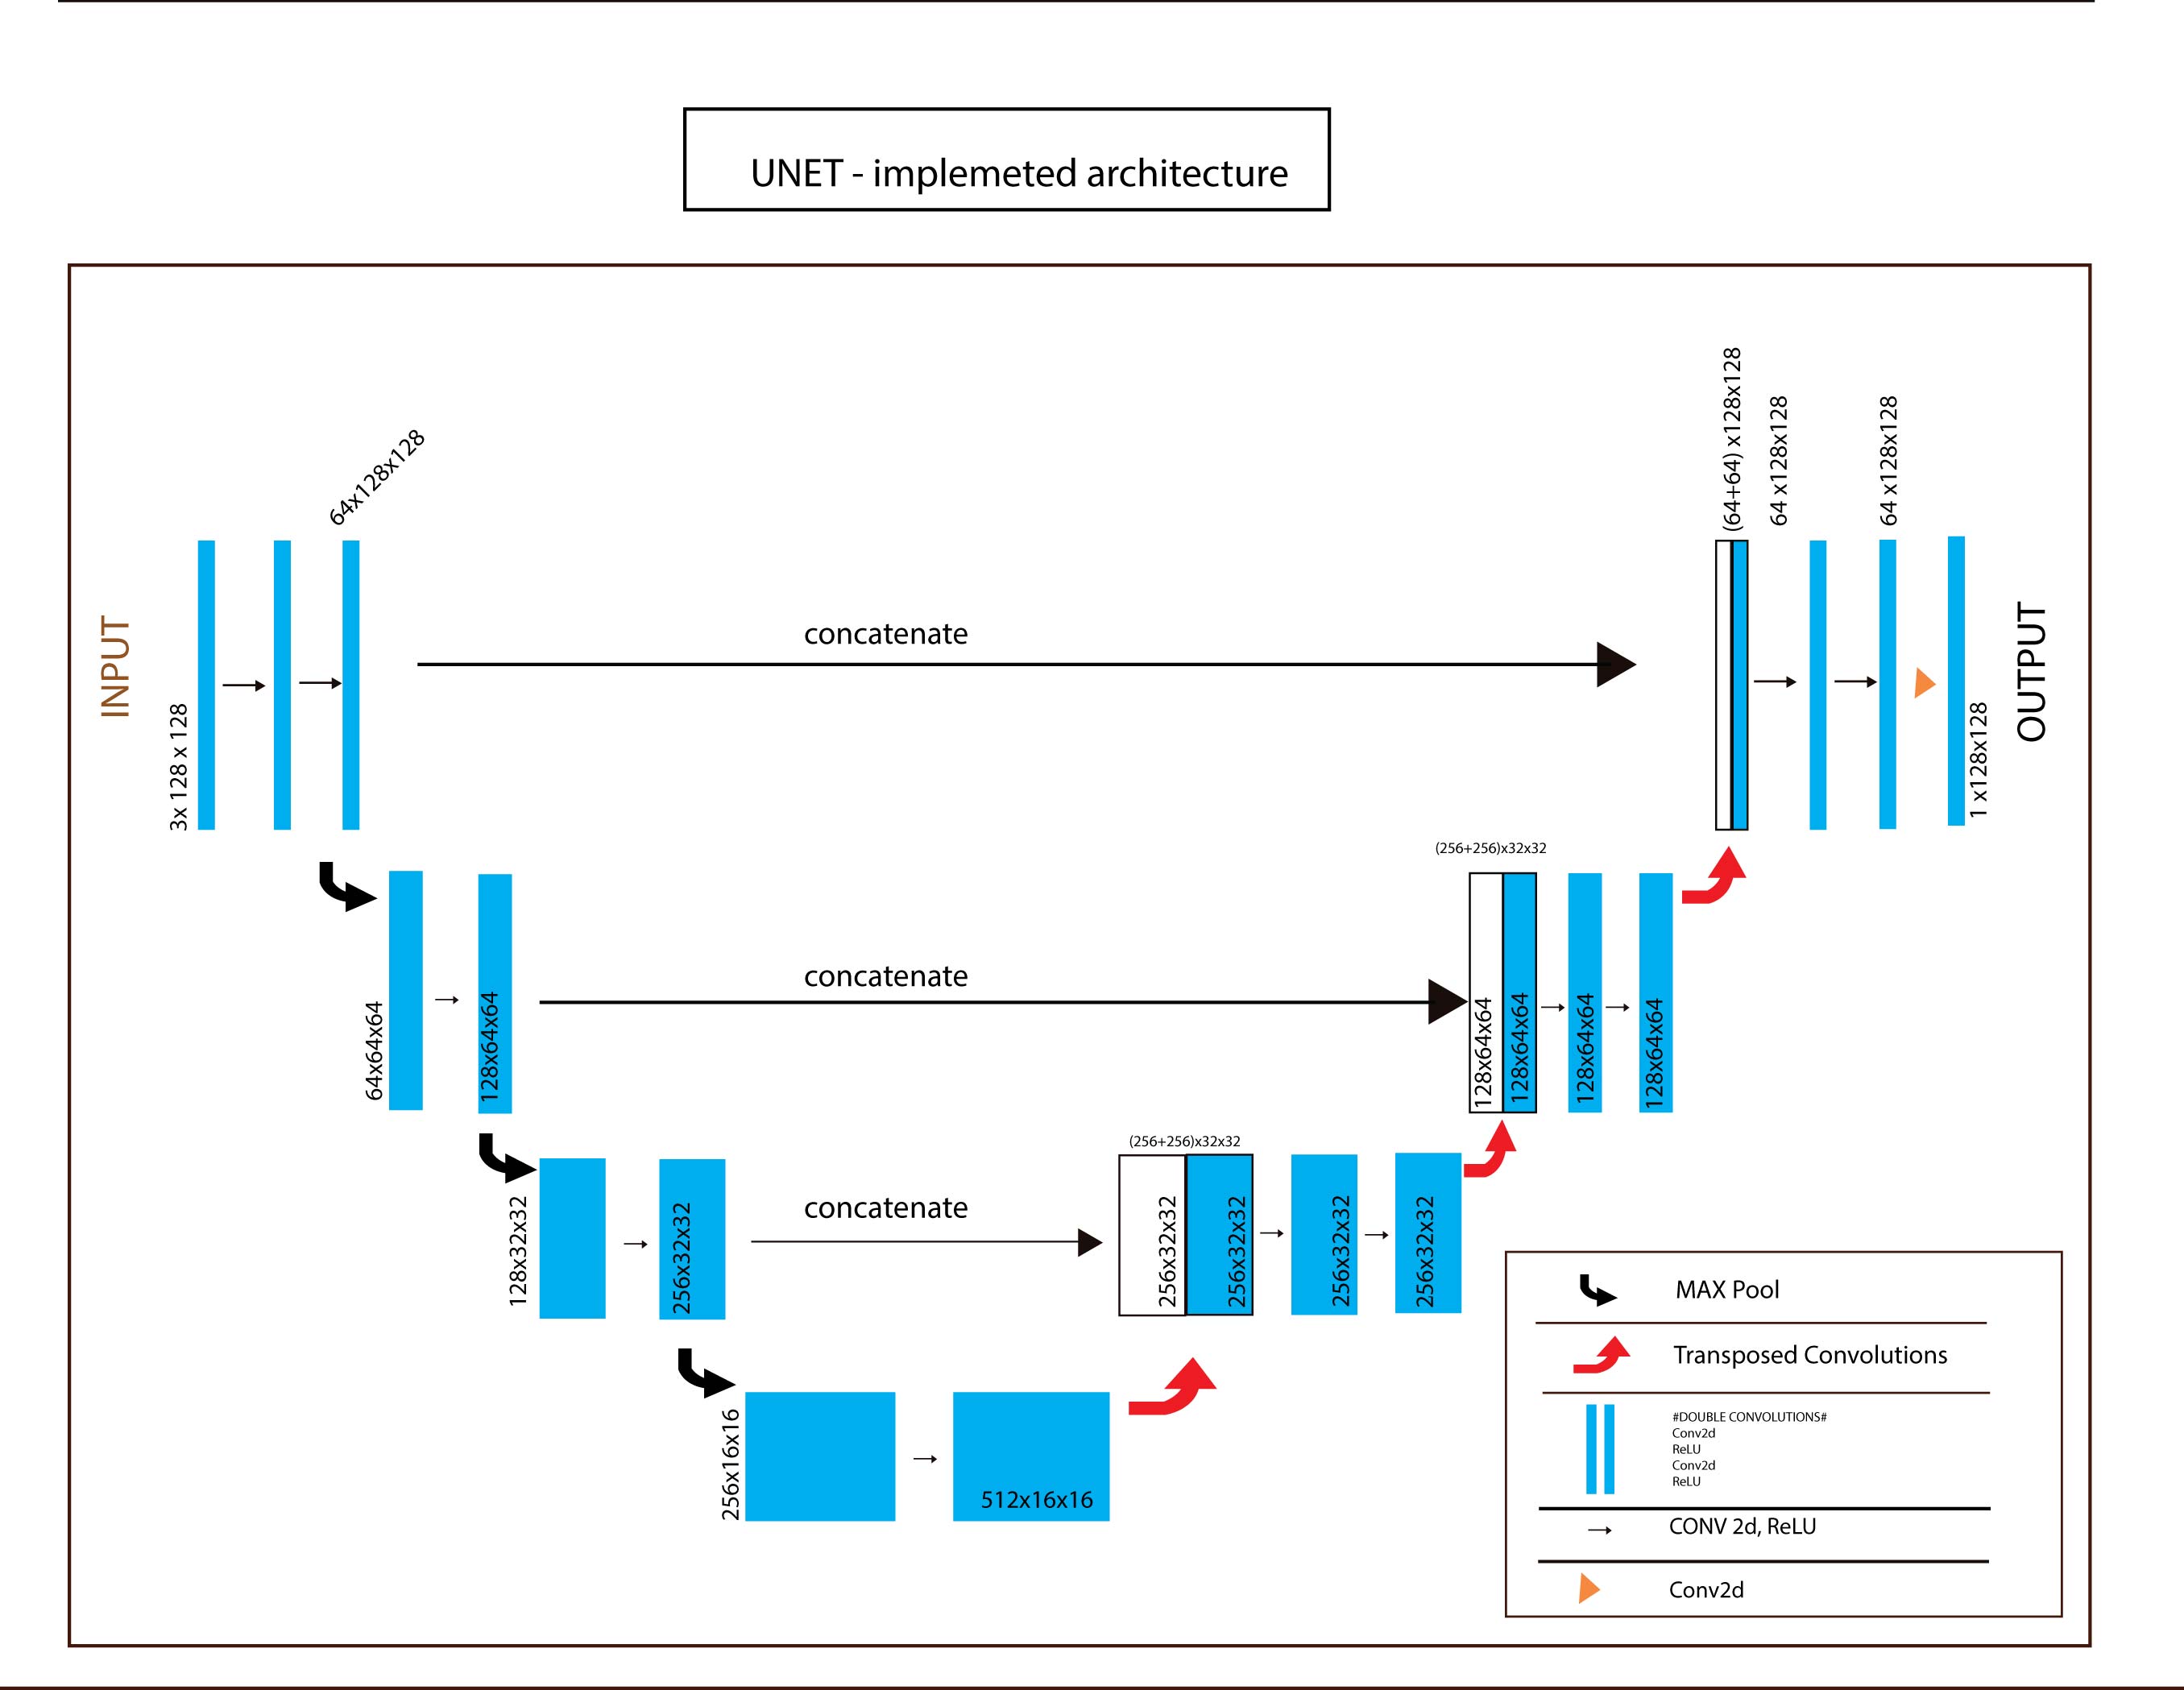 UNET - implemeted architecture
INPUT
3x 128 x 128
64x128x128
concatenate
(64+64) x128x128
64 x128x128
64 x128x128
1 x128x128
OUTPUT
64x64x64
128x64x64
concatenate
(256+256)x32x32
128x64x64
128x64x64
128x64x64
128x64x64
128x32x32
256x32x32
concatenate
(256+256)x32x32
256x32x32
256x32x32
256x32x32
256x32x32
256x16x16
512x16x16
MAX Pool
Transposed Convolutions
#DOUBLE CONVOLUTIONS#
Conv2d
ReLU
Conv2d
ReLU
CONV 2d, ReLU
Conv2d